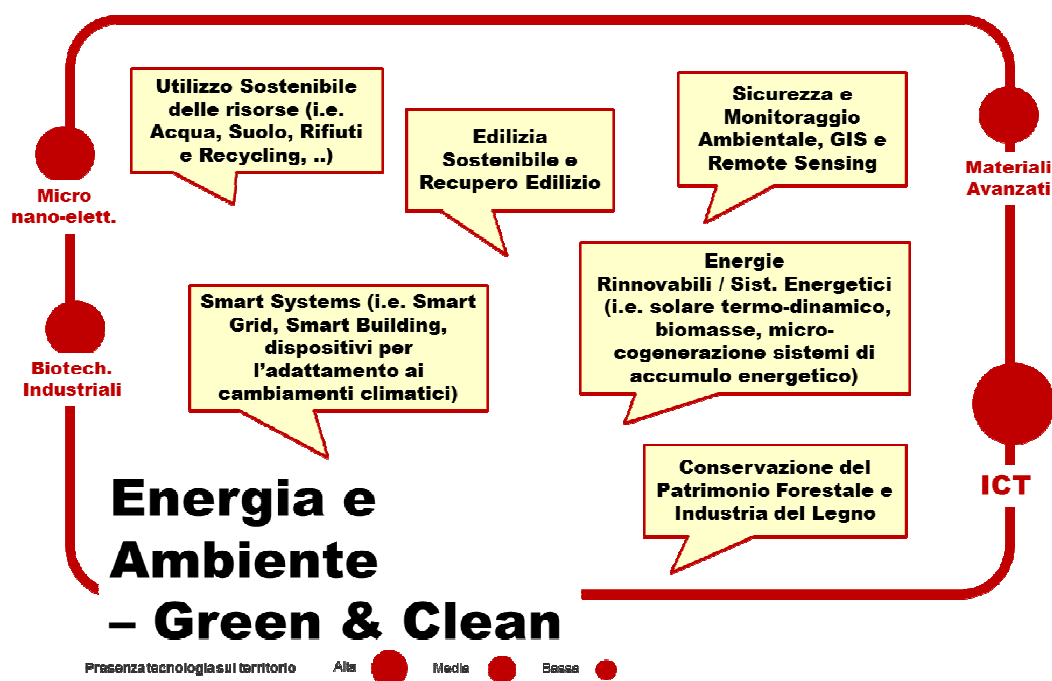 Utilizzo Sostenibile
delle risorse (i.e.
Acqua, Suolo, Rifiuti
e Recycling, ..)
Edilizia
Sostenibile e
Recupero Edilizio
Sicurezza e
Monitoraggio
Ambientale, GIS e
Remote Sensing
Micro
nano-elett.
Materiali
Avanzati
Smart Systems (i.e. Smart
Grid, Smart Building,
dispositivi per
l’adattamento ai
cambiamenti climatici)
Energie
Rinnovabili / Sist. Energetici
(i.e. solare termo-dinamico,
biomasse, micro-
cogenerazione sistemi di
accumulo energetico)
Biotech.
Industriali
Conservazione del
Patrimonio Forestale e
Industria del Legno
ICT
Energia e
Ambiente
– Green & Clean
Presenza tecnologia sul territorio Alta Media Bassa